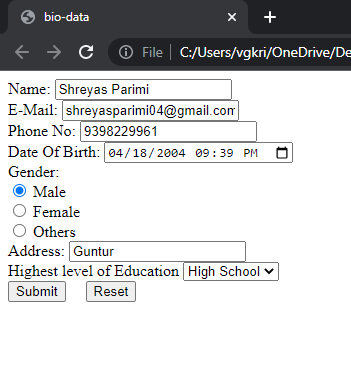 bio-data
File C:/Users/vgkri/OneDrive/De
Name: Shreyas Parimi
E-Mail: shreyasparimi04@gmail.com
Phone No: 9398229961
Date Of Birth: 04/18/2004 09:39 PM
Gender:
Male
Female
Others
Address: Guntur
Highest level of Education High School
Submit Reset